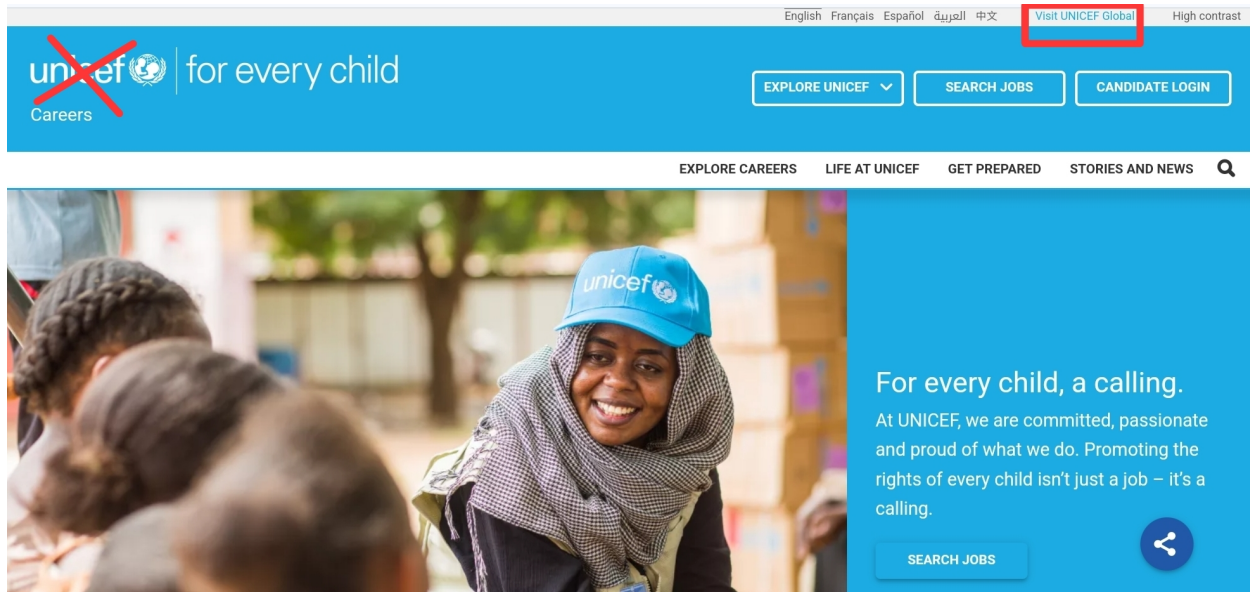 English Français Español العربية 中文 Visit UNICEF Global High contrast
unicef for every child
Careers
EXPLORE UNICEF SEARCH JOBS CANDIDATE LOGIN
EXPLORE CAREERS LIFE AT UNICEF GET PREPARED STORIES AND NEWS
unicef
For every child, a calling.
At UNICEF, we are committed, passionate
and proud of what we do. Promoting the
rights of every child isn’t just a job – it’s a
calling.
SEARCH JOBS